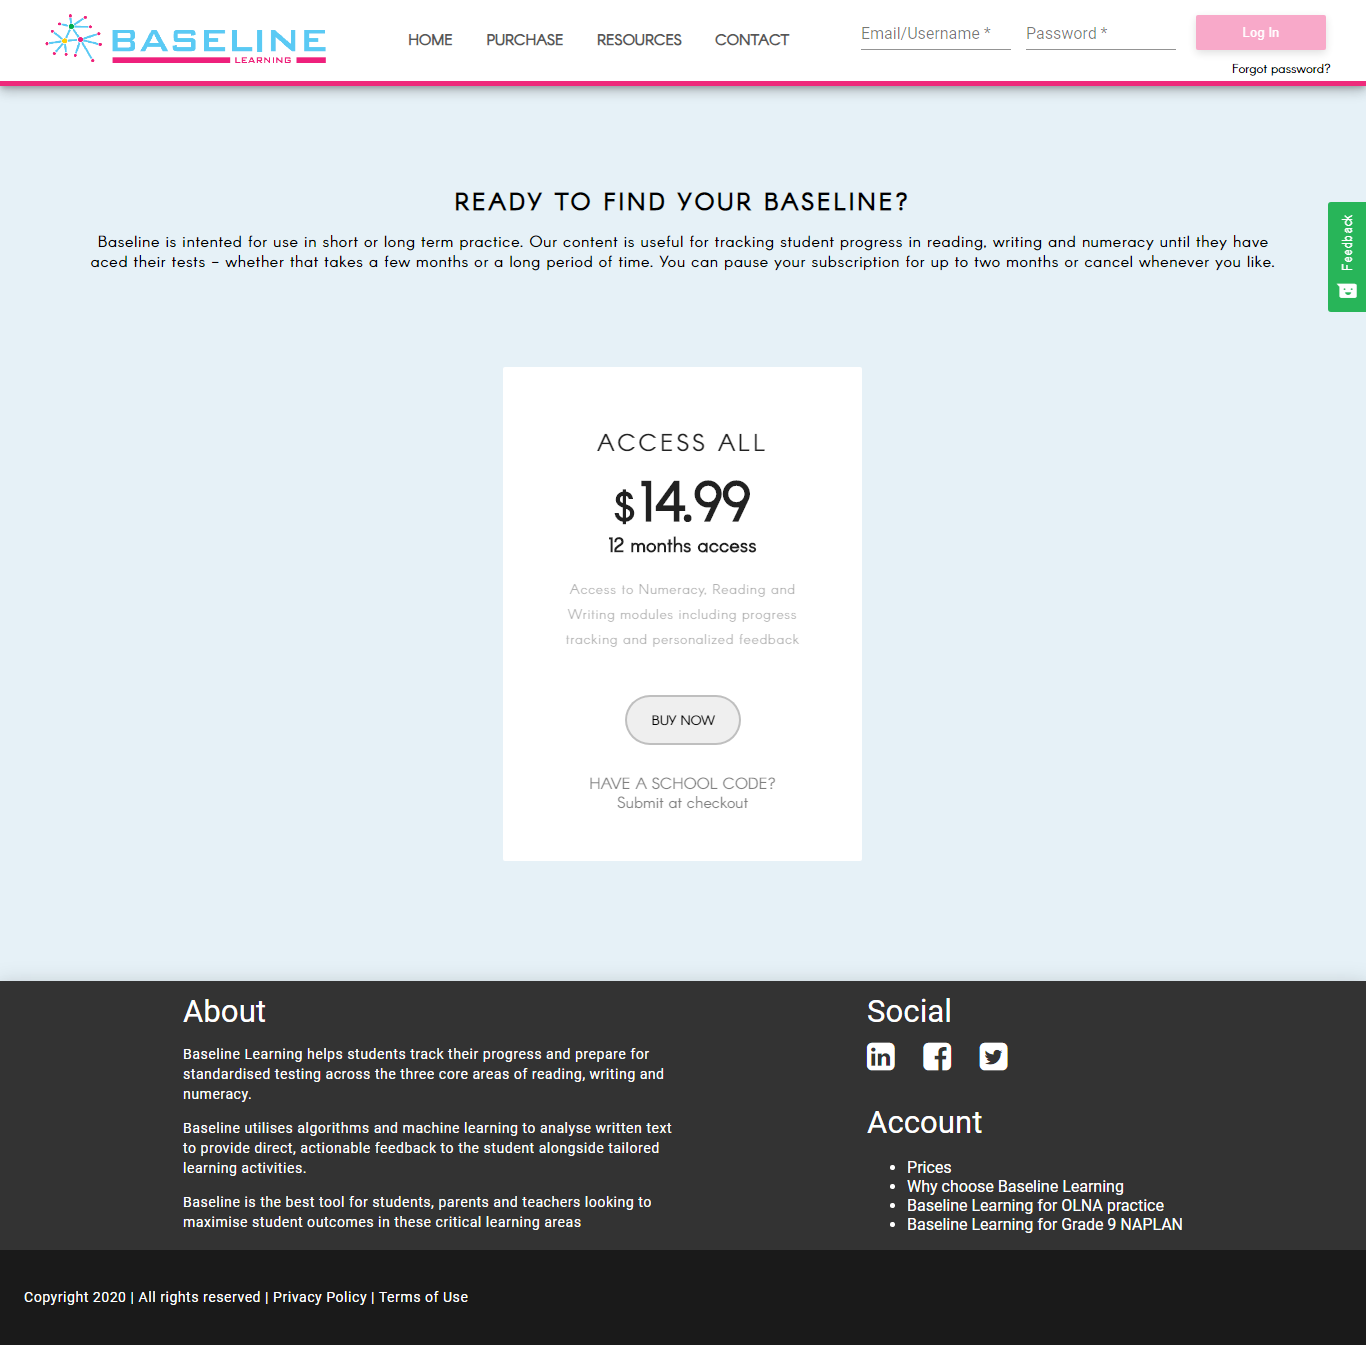 BASELINE
LEARNING
HOME
PURCHASE
RESOURCES
CONTACT
Email/Username *
Password *
Log In
Forgot password?
READY TO FIND YOUR BASELINE?
Baseline is intented for use in short or long term practice. Our content is useful for tracking student progress in reading, writing and numeracy until they have
aced their tests – whether that takes a few months or a long period of time. You can pause your subscription for up to two months or cancel whenever you like.
Feedback
ACCESS ALL
$14.99
12 months access
Access to Numeracy, Reading and
Writing modules including progress
tracking and personalized feedback
BUY NOW
HAVE A SCHOOL CODE?
Submit at checkout
About
Baseline Learning helps students track their progress and prepare for
standardised testing across the three core areas of reading, writing and
numeracy.
Baseline utilises algorithms and machine learning to analyse written text
to provide direct, actionable feedback to the student alongside tailored
learning activities.
Baseline is the best tool for students, parents and teachers looking to
maximise student outcomes in these critical learning areas
Social
Account
• Prices
• Why choose Baseline Learning
• Baseline Learning for OLNA practice
• Baseline Learning for Grade 9 NAPLAN
Copyright 2020 | All rights reserved | Privacy Policy | Terms of Use